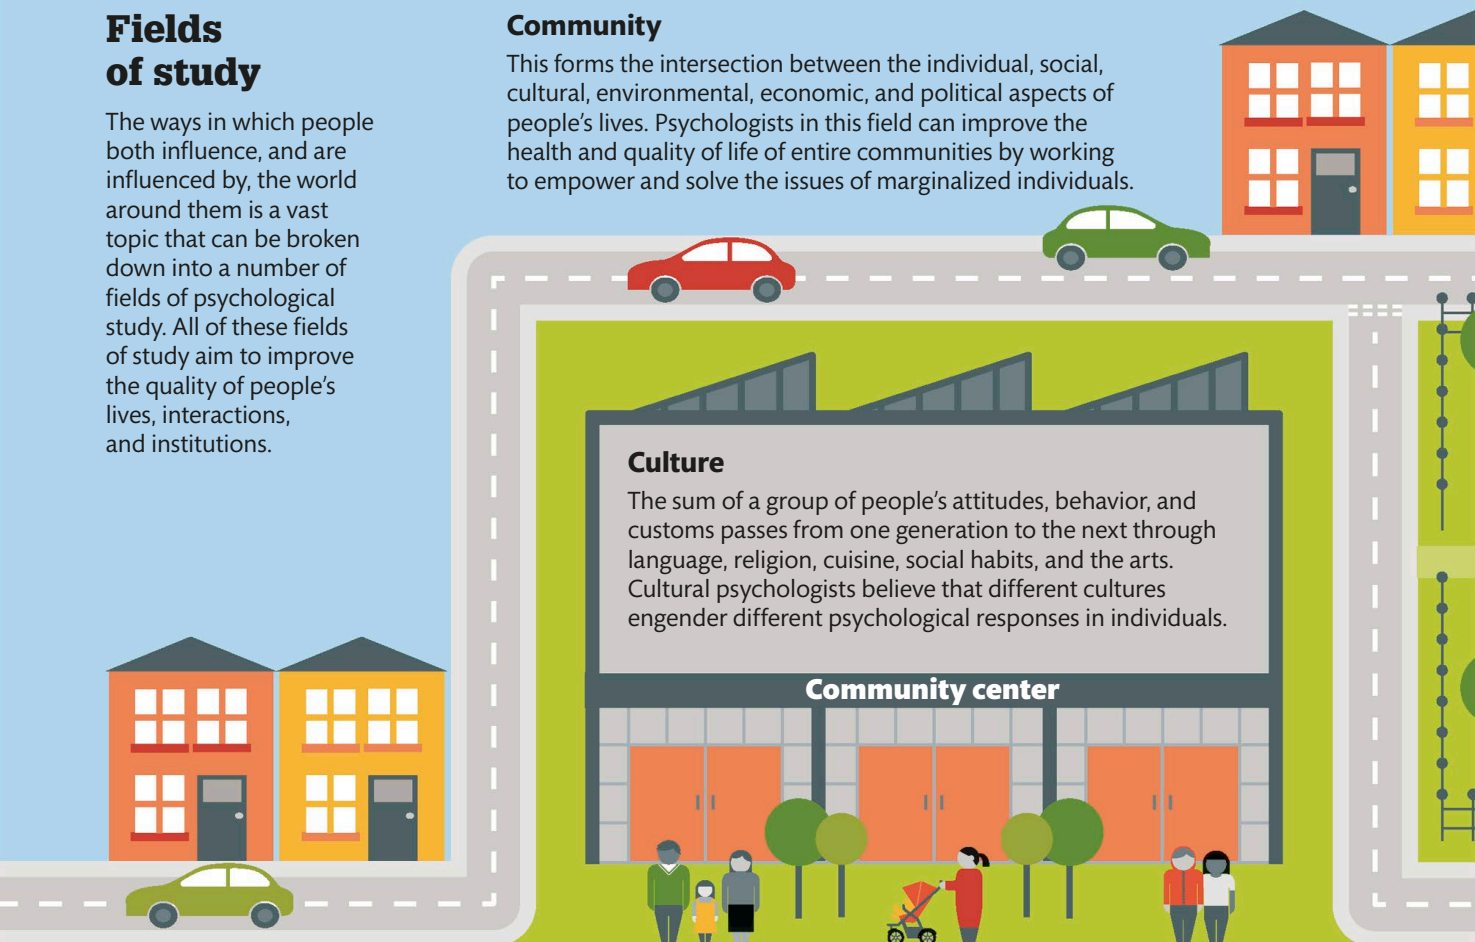 Fields
of study
The ways in which people
both influence, and are
influenced by, the world
around them is a vast
topic that can be broken
down into a number of
fields of psychological
study. All of these fields
of study aim to improve
the quality of people’s
lives, interactions,
and institutions.
Community
This forms the intersection between the individual, social,
cultural, environmental, economic, and political aspects of
people’s lives. Psychologists in this field can improve the
health and quality of life of entire communities by working
to empower and solve the issues of marginalized individuals.
Culture
The sum of a group of people’s attitudes, behavior, and
customs passes from one generation to the next through
language, religion, cuisine, social habits, and the arts.
Cultural psychologists believe that different cultures
engender different psychological responses in individuals.
Community center